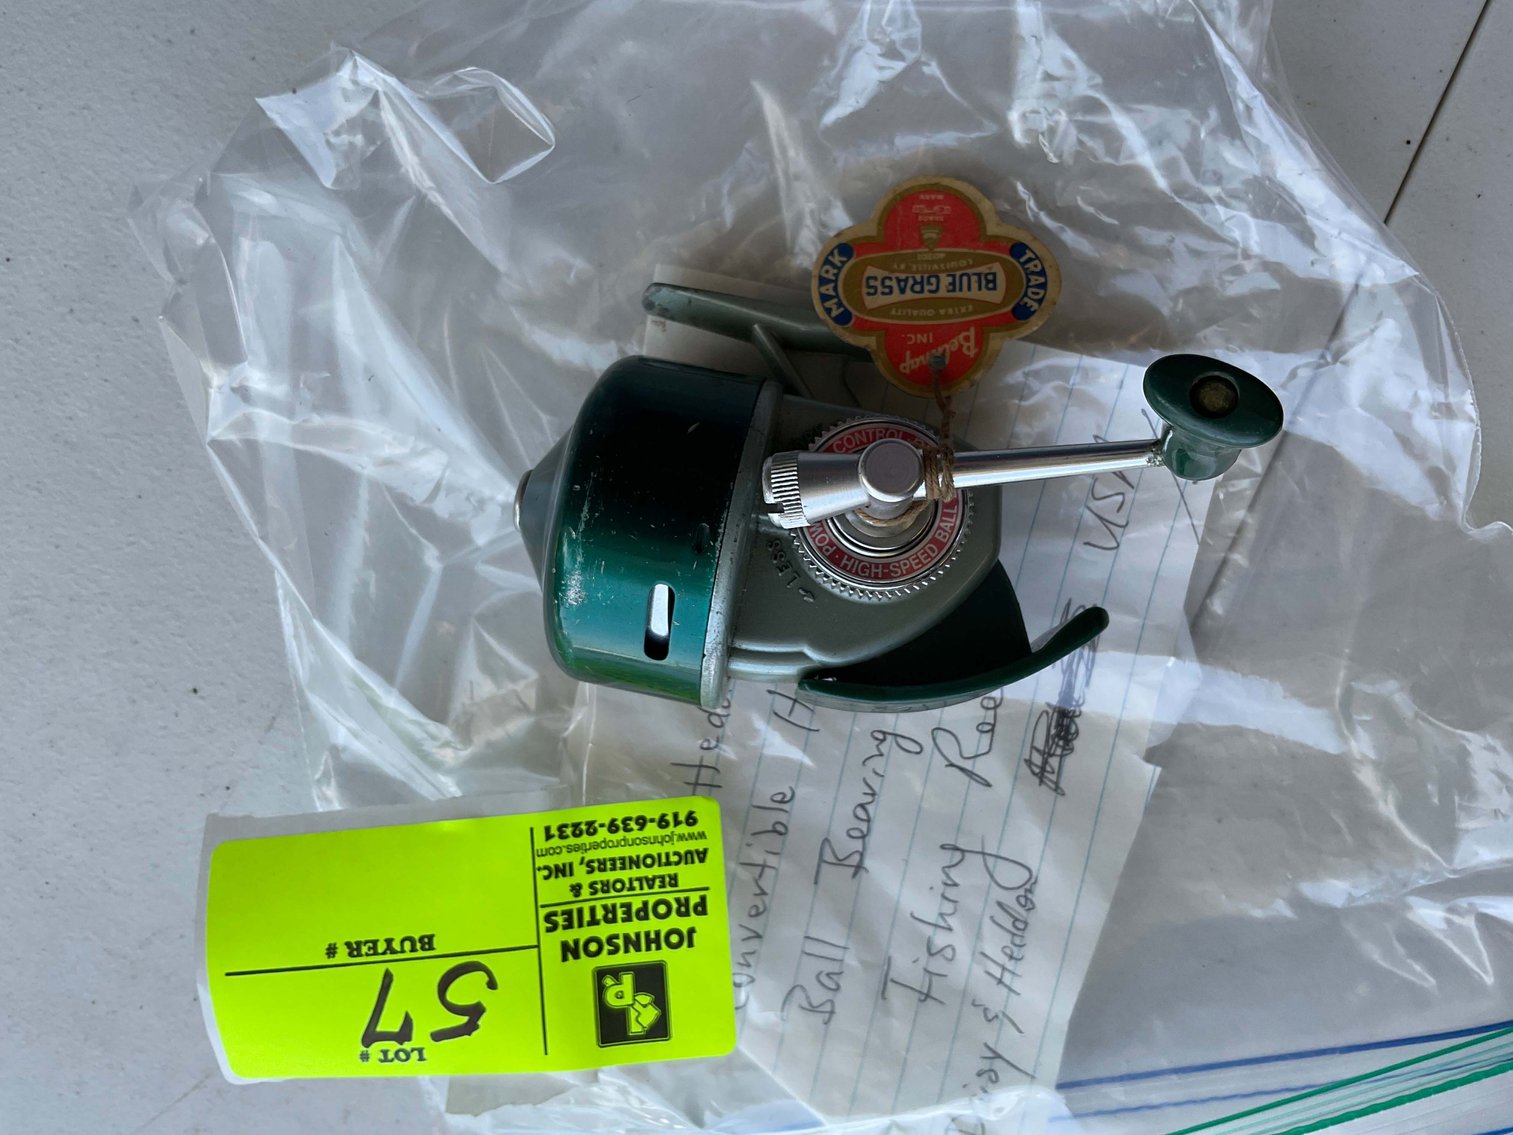 Belknap
INC.
EXTRA QUALITY
BLUE GRASS
LOUISVILLE, KY.
TRADE
MARK
CONTROL
HIGH-SPEED BALL
LESS
USA
Convertible
Ball Bearing
Fishing
& Heddon
LOT # 57
BUYER #
JOHNSON
PROPERTIES
REALTORS &
AUCTIONEERS, INC.
www.johnsonproperties.com
919-639-2231